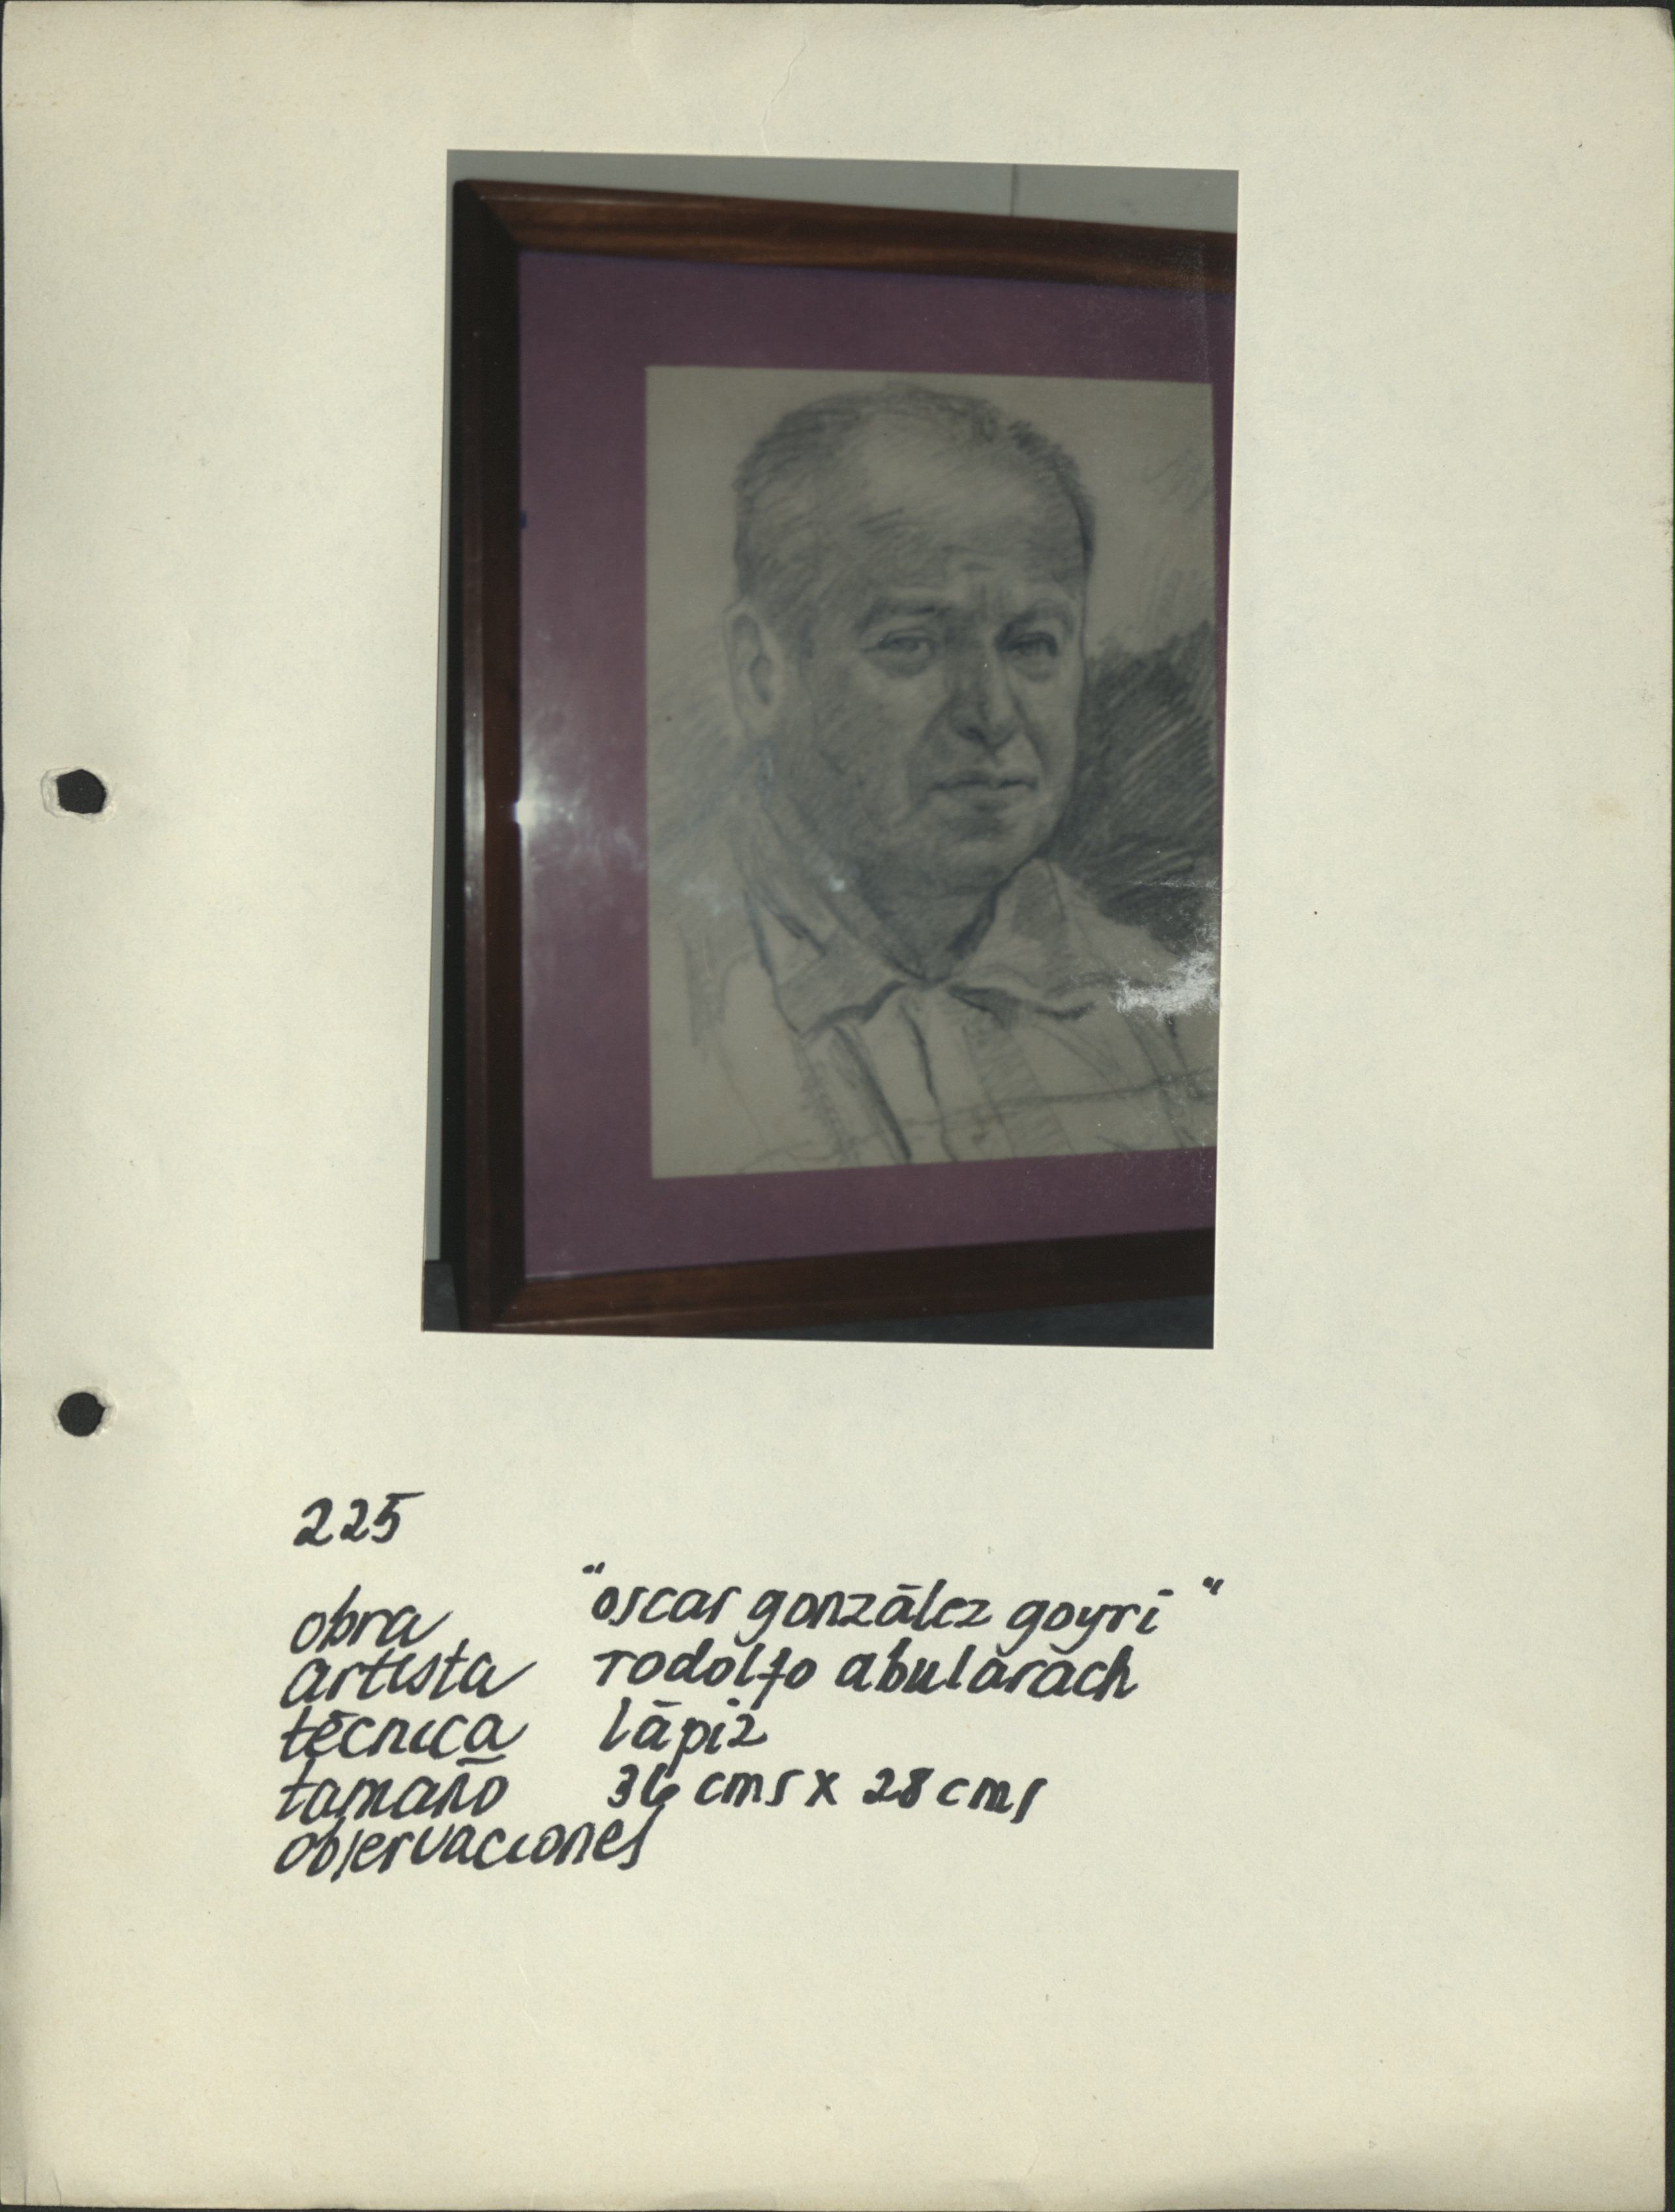 225
obra "oscar gonzález goyri"
artista rodolfo abularach
técnica lápiz
tamaño 36 cms x 28 cms
observaciones